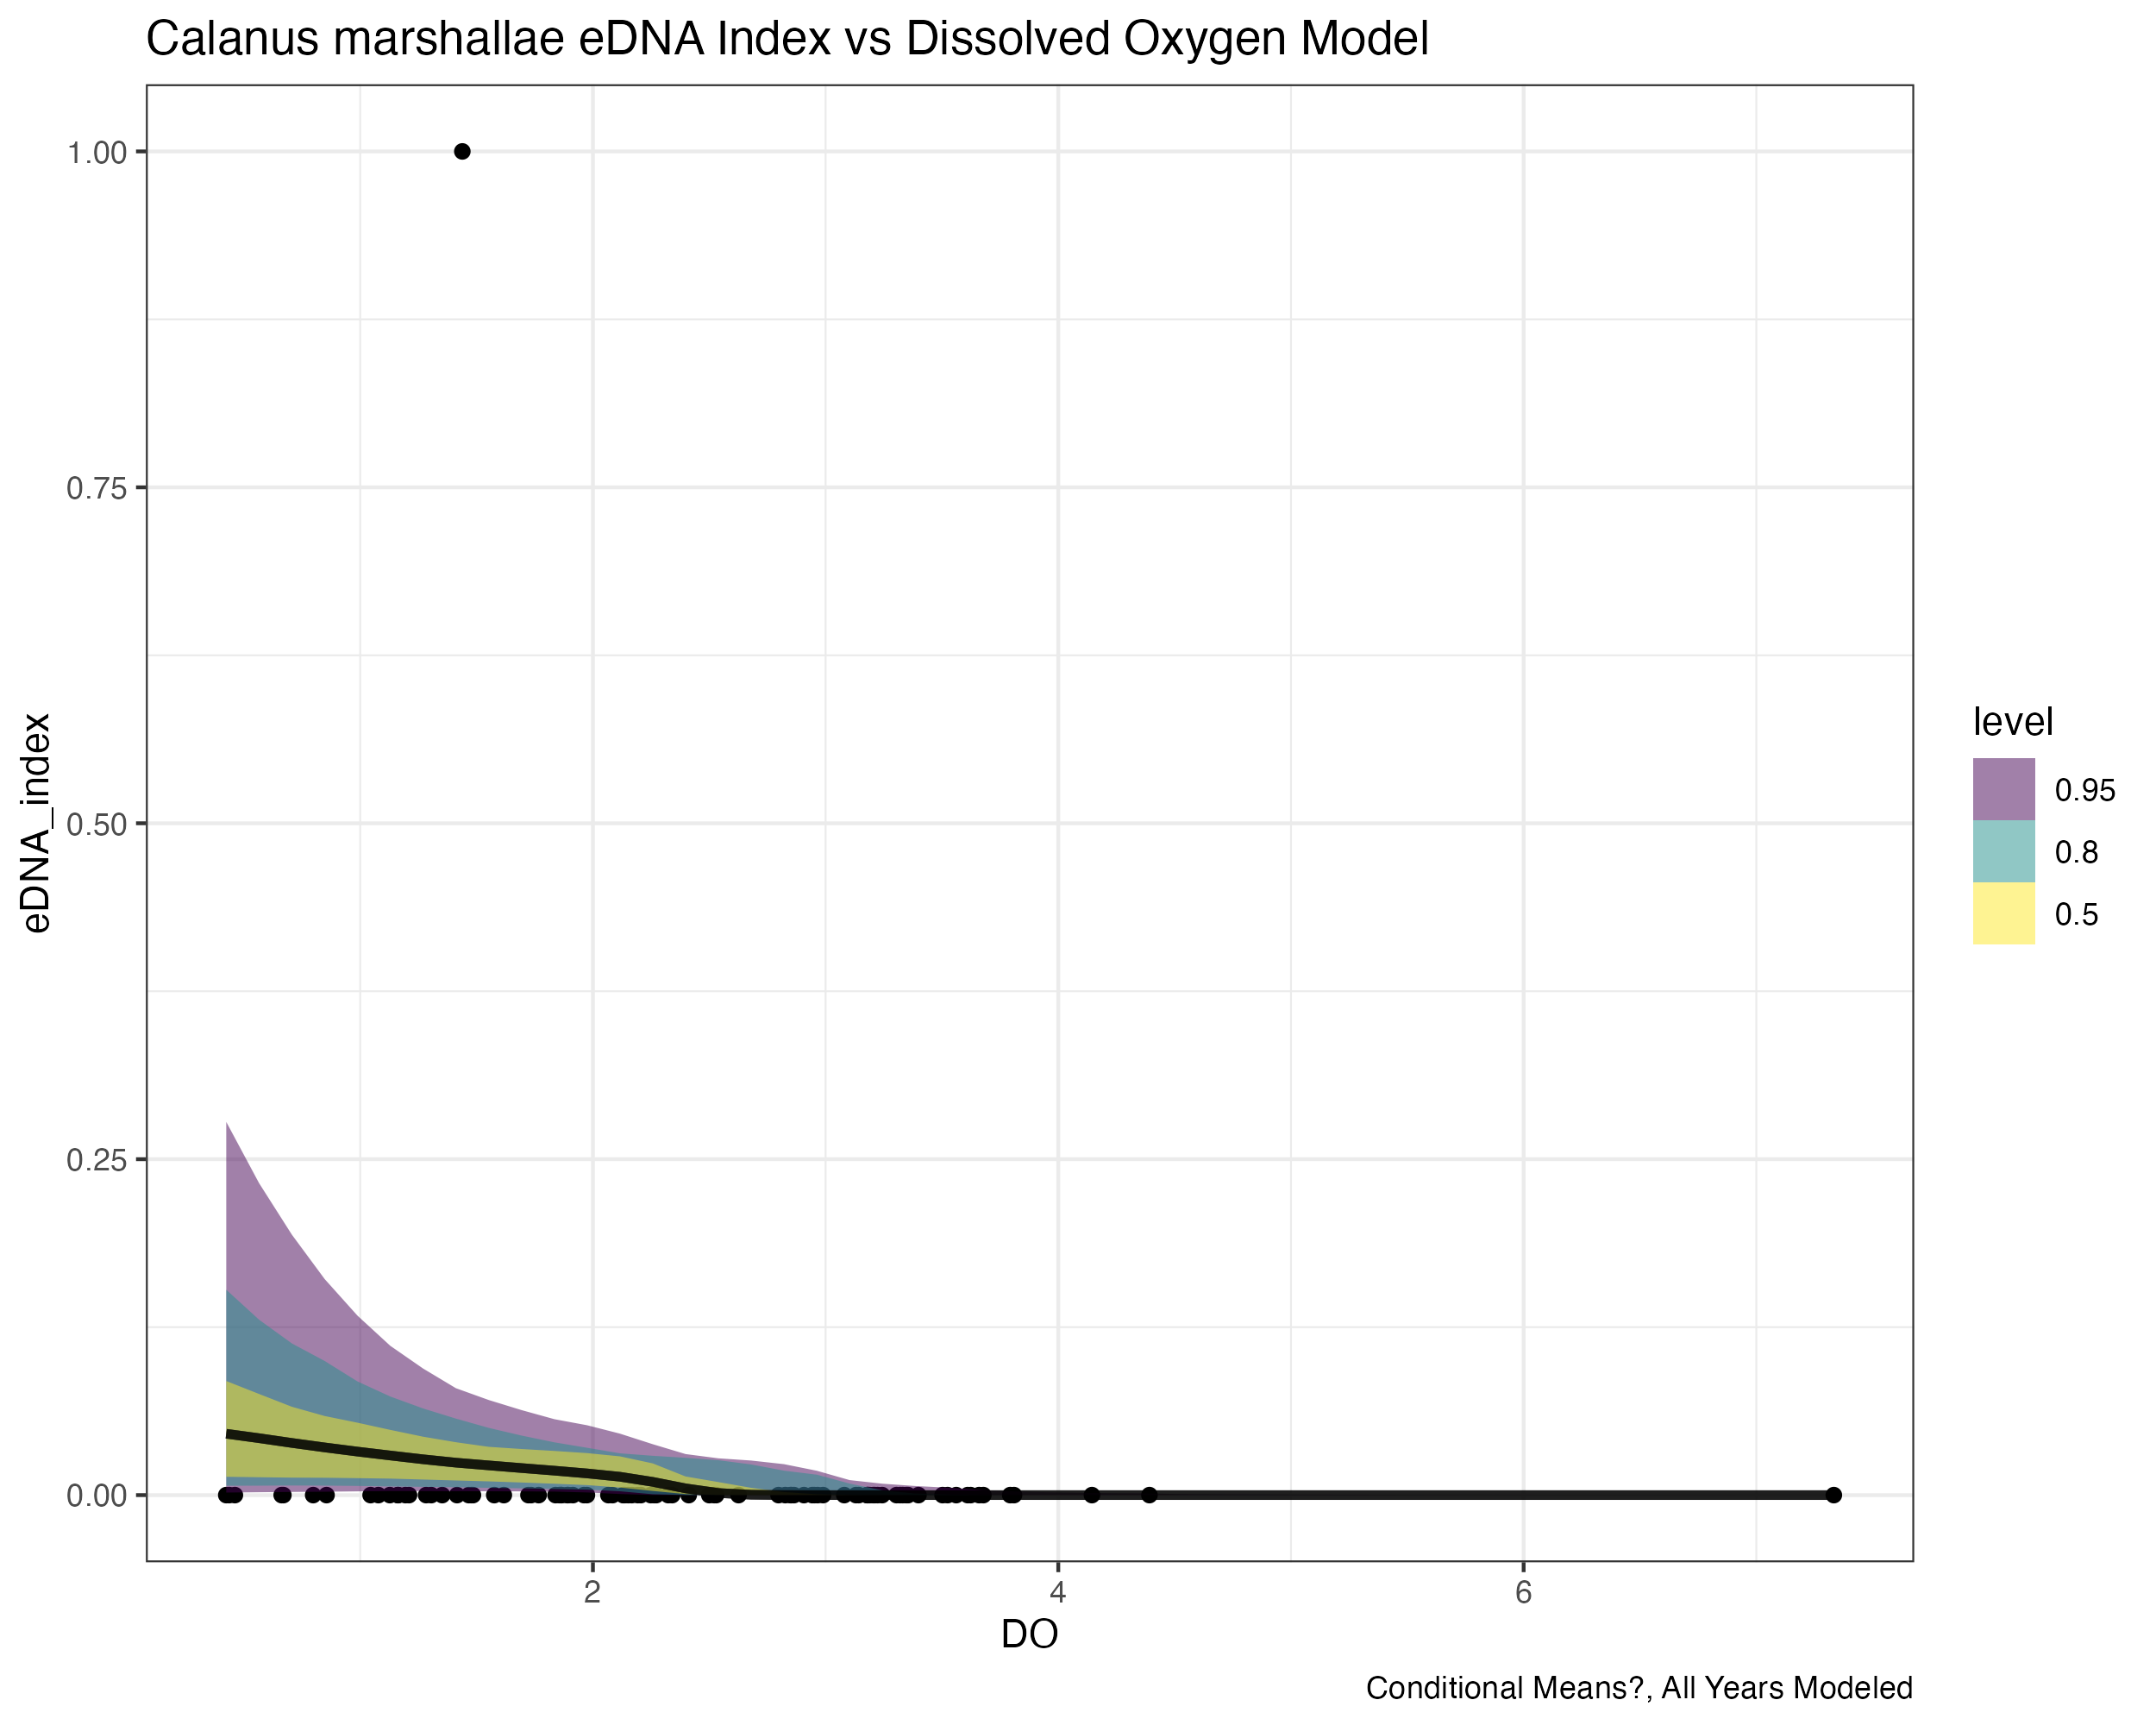 Calanus marshallae eDNA Index vs Dissolved Oxygen Model
1.00
0.75
0.50
0.25
0.00
eDNA_index
2
4
6
DO
level
0.95
0.8
0.5
Conditional Means?, All Years Modeled